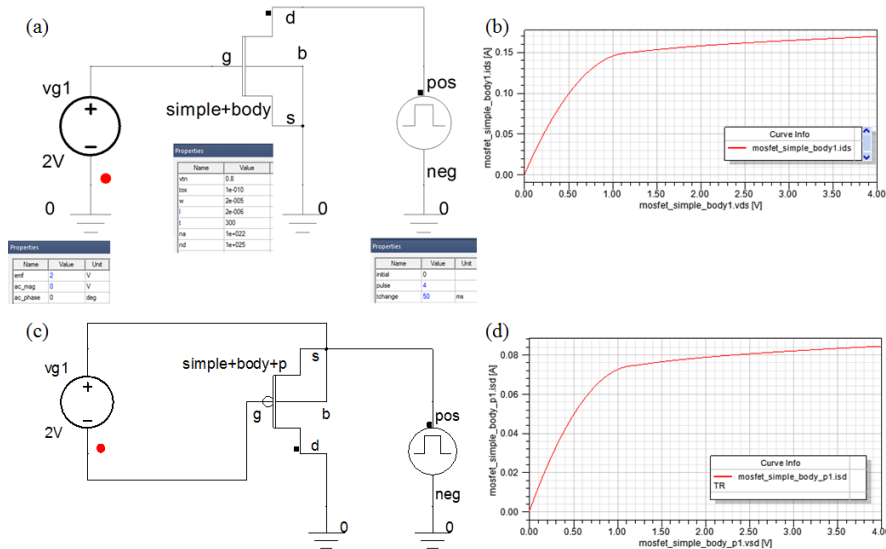 (a)
d
g
b
s
simple+body
vg1
+
−
2V
0
0
pos
neg
0
Properties
Name Value
vtn 0.8
tox 1e-010
w 2e-005
l 2e-006
t 300
na 1e+022
nd 1e+025
Properties
Name Value Unit
emf 2 V
ac_mag 0 V
ac_phase 0 deg
Properties
Name Value Unit
initial 0
pulse 4
tchange 50 ms
(b)
mosfet_simple_body1.ids [A]
0.15
0.10
0.05
0.00
0.00 0.50 1.00 1.50 2.00 2.50 3.00 3.50 4.00
mosfet_simple_body1.vds [V]
Curve Info
mosfet_simple_body1.ids
(c)
vg1
+
−
2V
simple+body+p
s
g
b
d
0
pos
neg
0
(d)
mosfet_simple_body_p1.isd [A]
0.08
0.06
0.04
0.02
0.00
0.00 0.50 1.00 1.50 2.00 2.50 3.00 3.50 4.00
mosfet_simple_body_p1.vsd [V]
Curve Info
mosfet_simple_body_p1.isd
TR